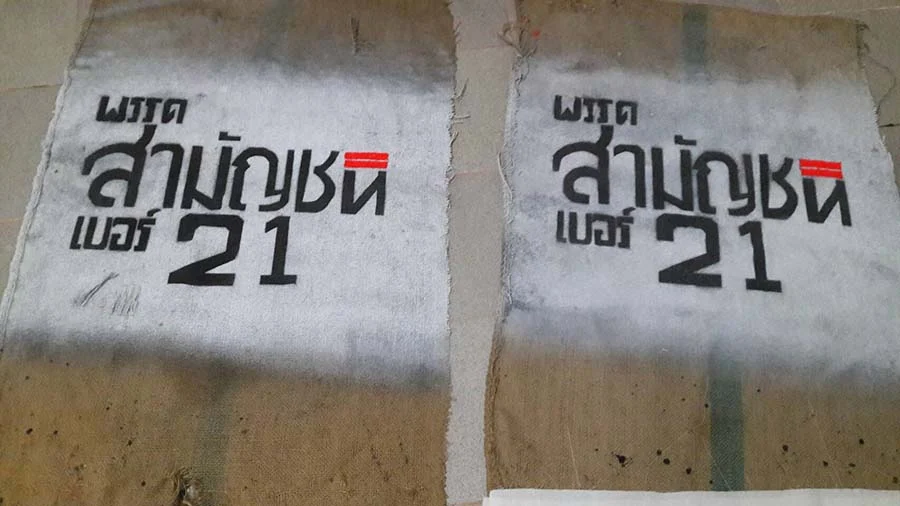 พรรค
สามัญชน
เบอร์ 21
พรรค
สามัญชน
เบอร์ 21